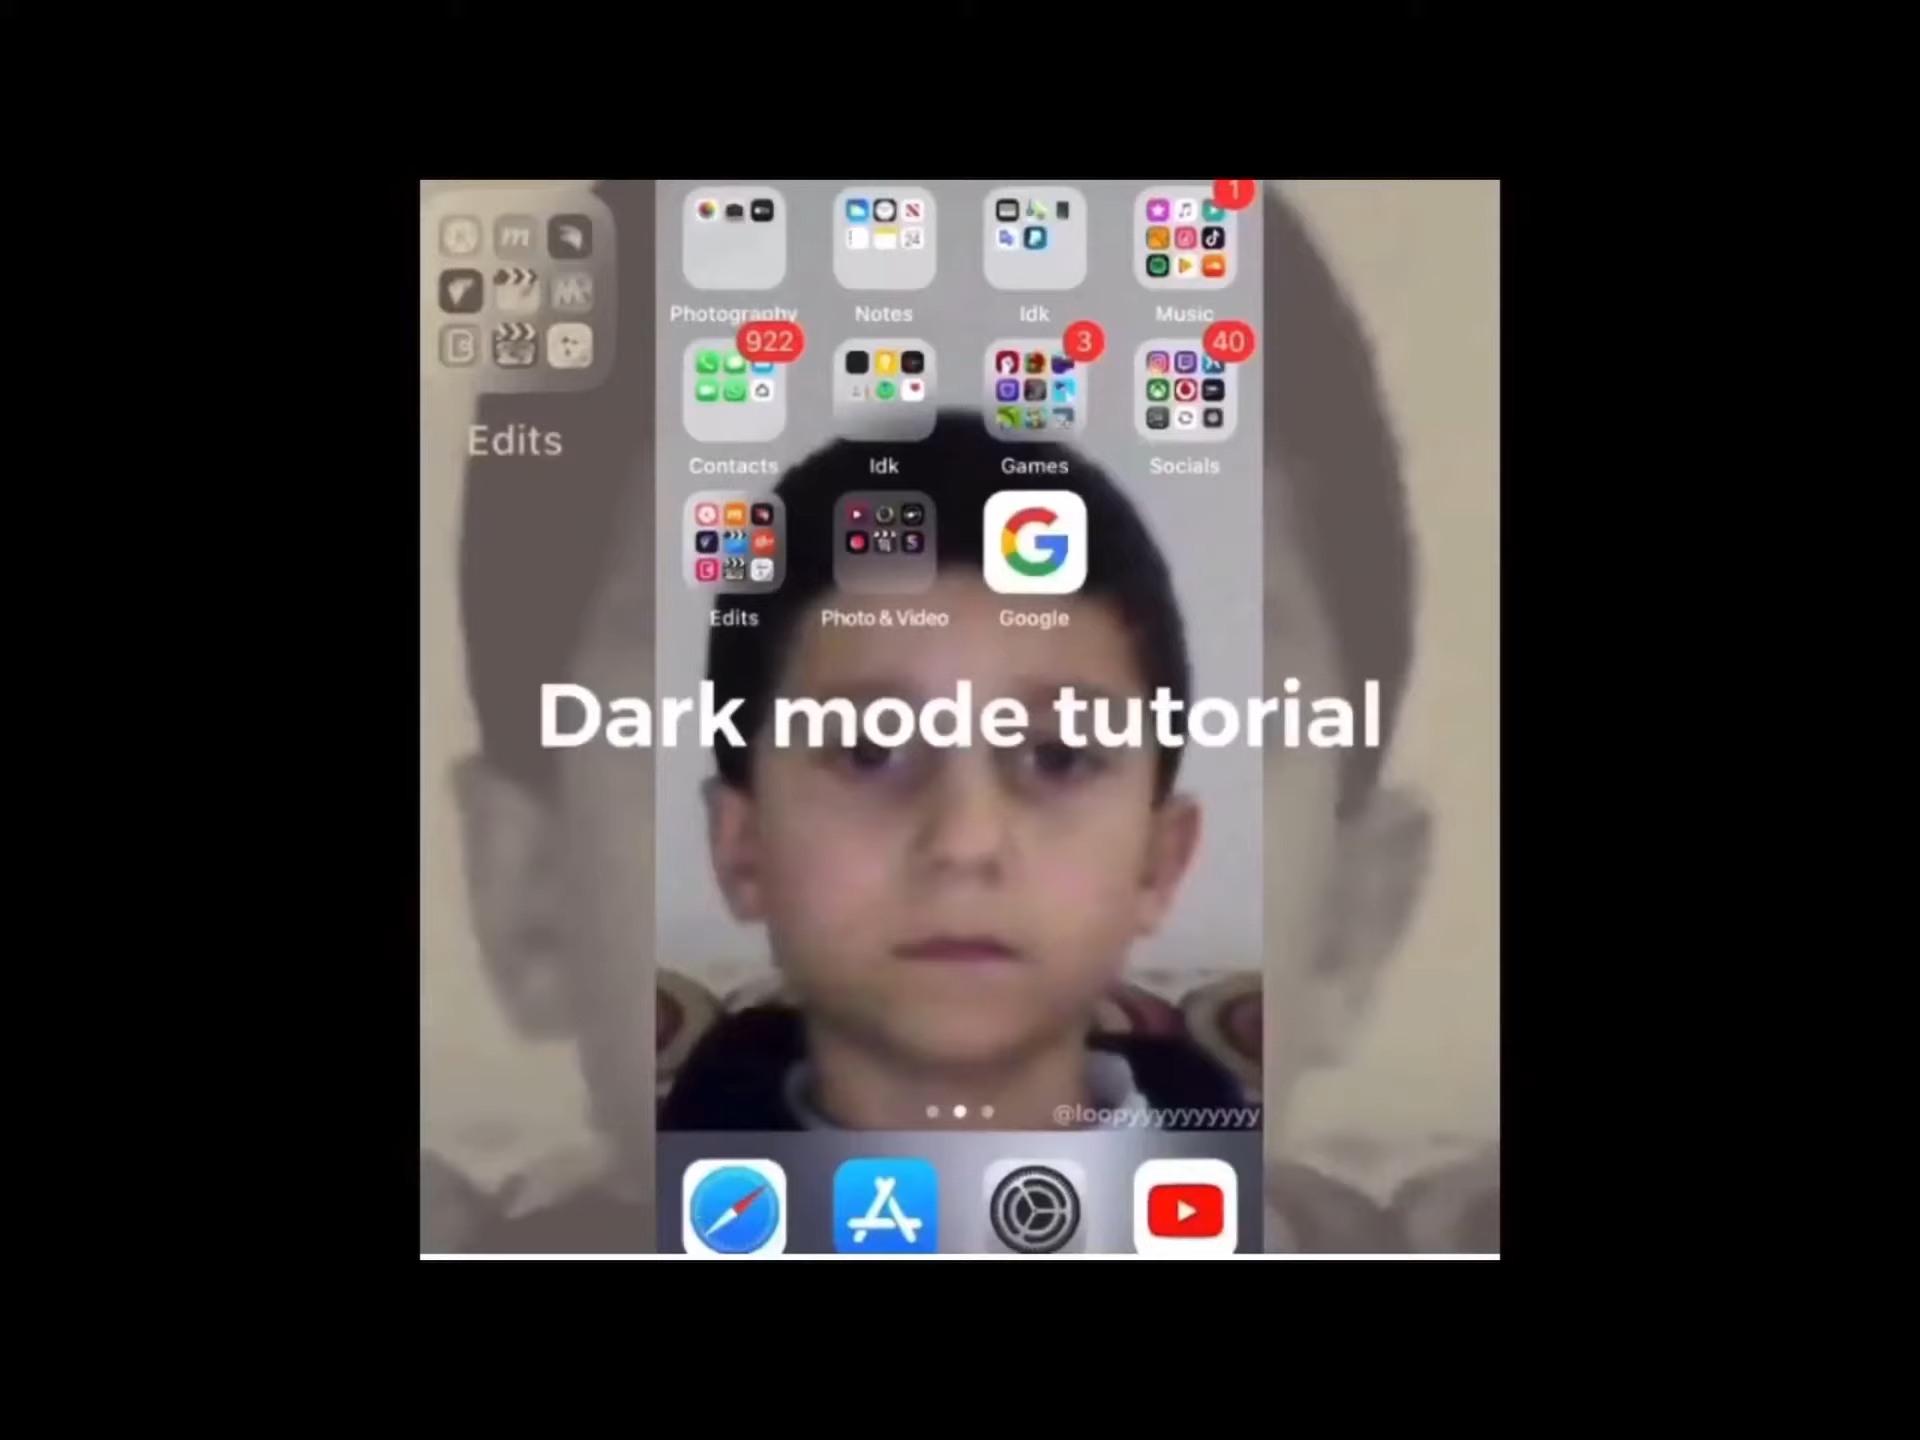 1
Photography Notes Idk Music
922 3 40
Contacts Idk Games Socials
Edits
Edits Photo & Video Google
Dark mode tutorial
@loopyyyyyyyyyy